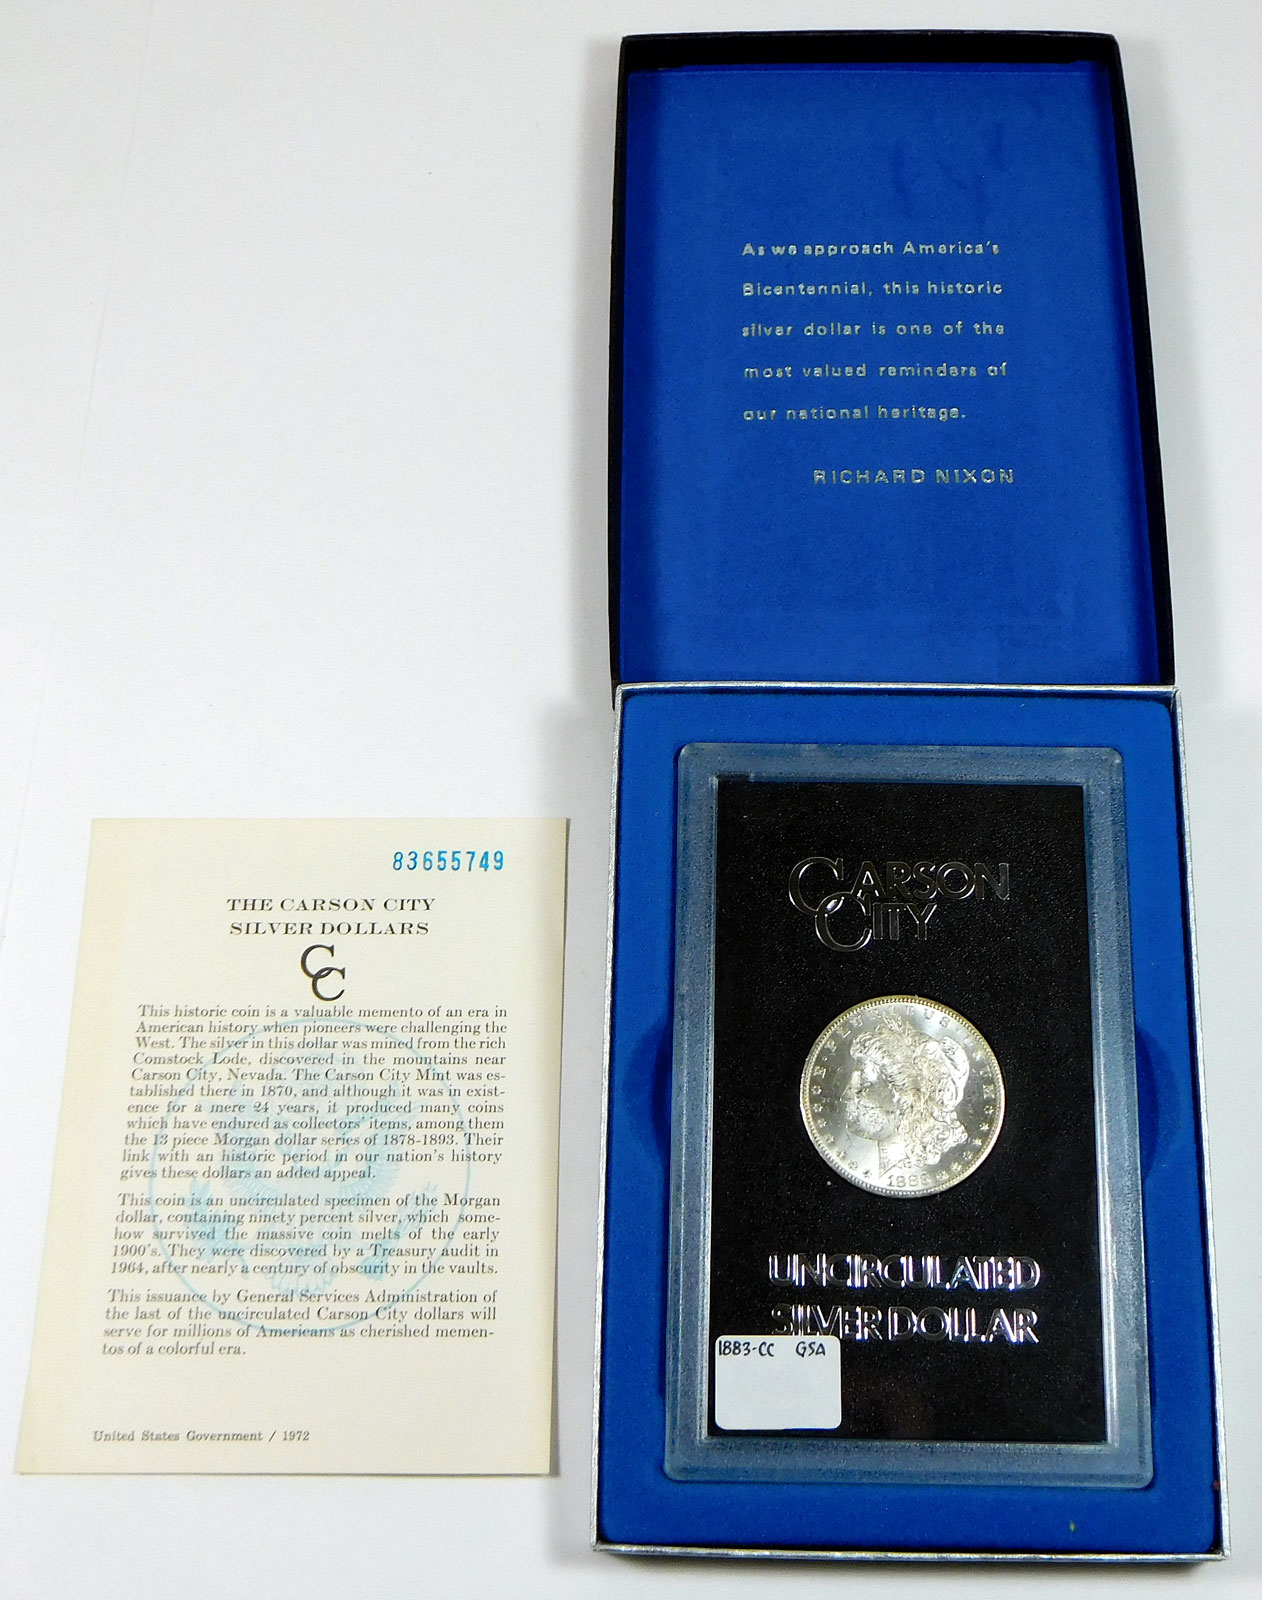 As we approach America's
Bicentennial, this historic
silver dollar is one of the
most valued reminders of
our national heritage.
RICHARD NIXON
83655749
THE CARSON CITY
SILVER DOLLARS
CC
This historic coin is a valuable memento of an era in
American history when pioneers were challenging the
West. The silver in this dollar was mined from the rich
Comstock Lode, discovered in the mountains near
Carson City, Nevada. The Carson City Mint was es-
tablished there in 1870, and although it was in exist-
ence for a mere 24 years, it produced many coins
which have endured as collectors' items, among them
the 13 piece Morgan dollar series of 1878-1893. Their
link with an historic period in our nation's history
gives these dollars an added appeal.
This coin is an uncirculated specimen of the Morgan
dollar, containing ninety percent silver, which some-
how survived the massive coin melts of the early
1900's. They were discovered by a Treasury audit in
1964, after nearly a century of obscurity in the vaults.
This issuance by General Services Administration of
the last of the uncirculated Carson City dollars will
serve for millions of Americans as cherished memen-
tos of a colorful era.
United States Government / 1972
CARSON
CITY
E PLURIBUS UNUM
1883
UNCIRCULATED
SILVER DOLLAR
1883-CC GSA